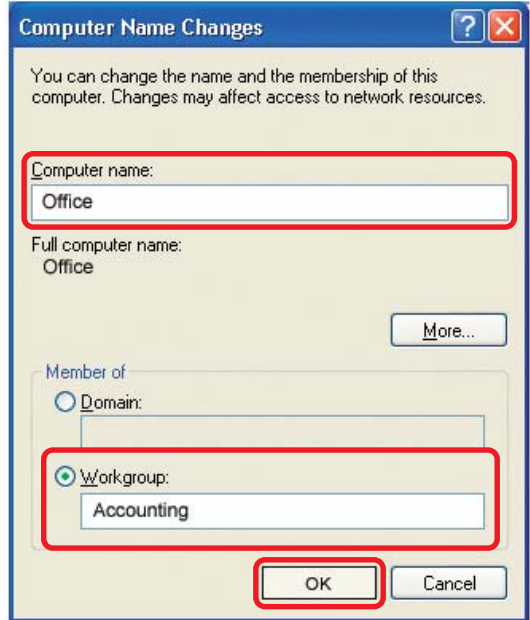 Computer Name Changes
You can change the name and the membership of this
computer. Changes may affect access to network resources.
Computer name:
Office
Full computer name:
Office
More...
Member of
Domain:
Workgroup:
Accounting
OK
Cancel